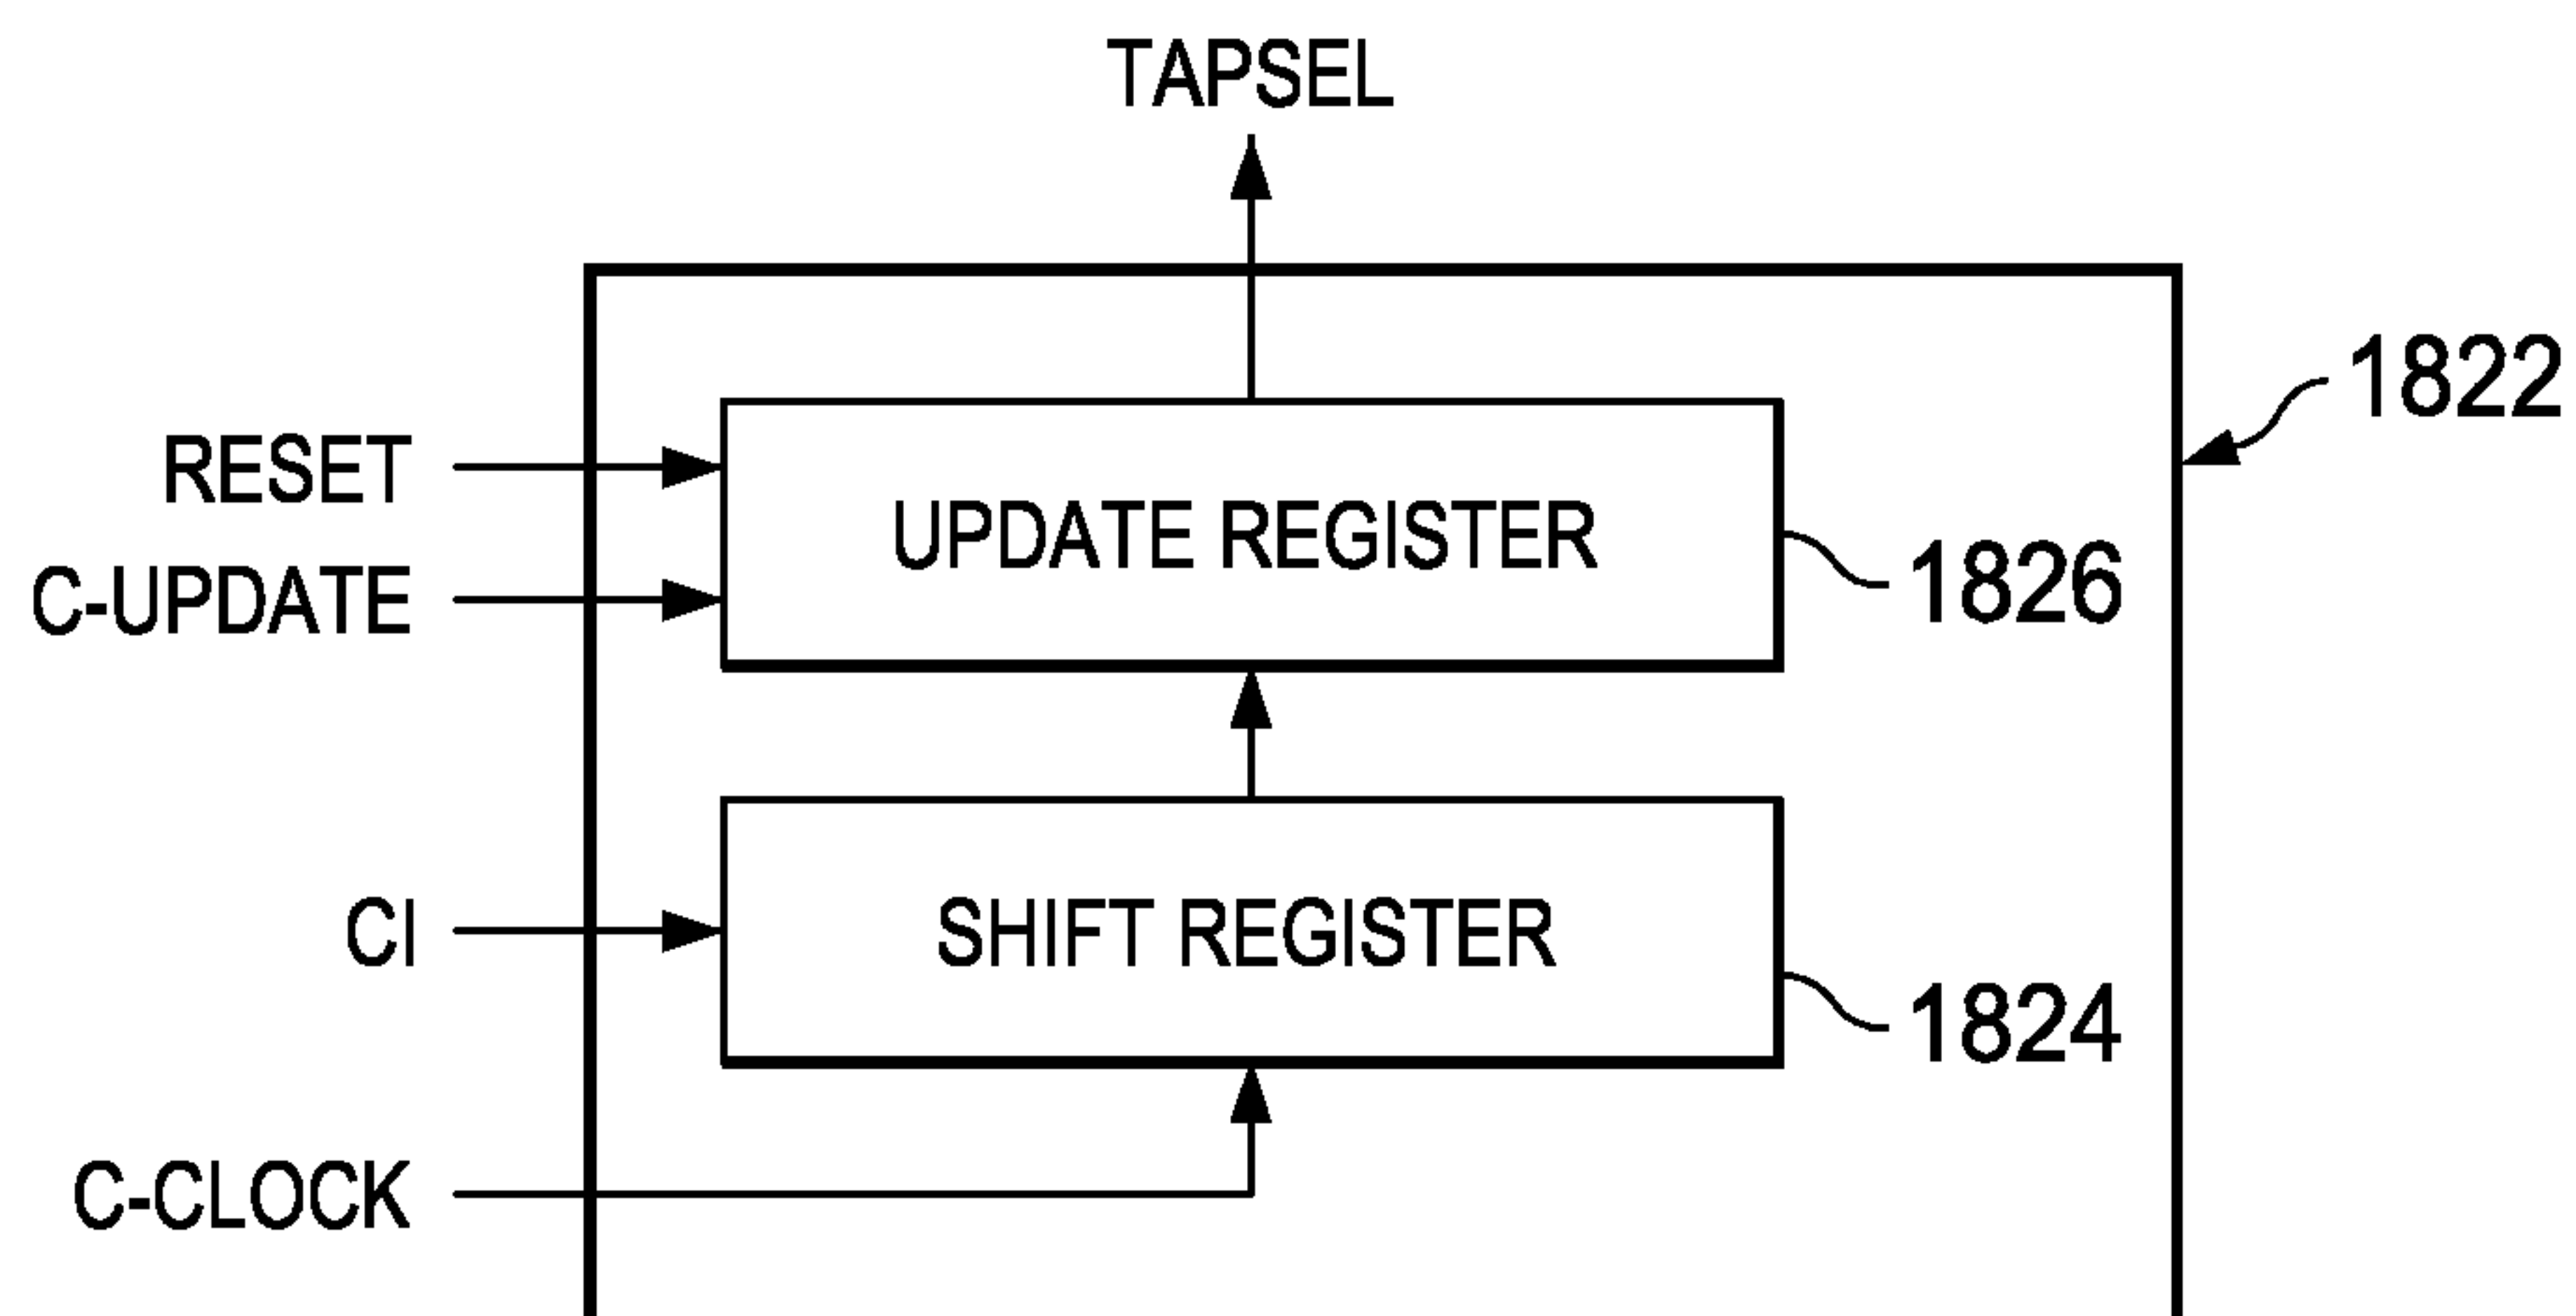 TAPSEL
1822
RESET
UPDATE REGISTER
C-UPDATE
1826
CI
SHIFT REGISTER
1824
C-CLOCK